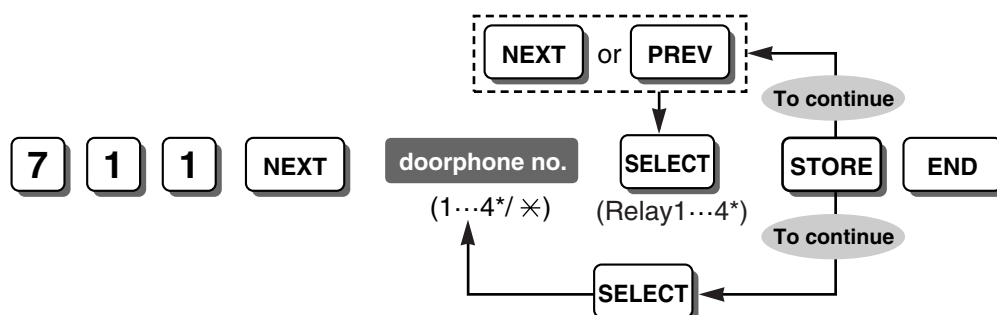 NEXT or PREV
To continue
7 1 1 NEXT doorphone no. SELECT STORE END
(1···4*/ ✳) (Relay1···4*)
To continue
SELECT